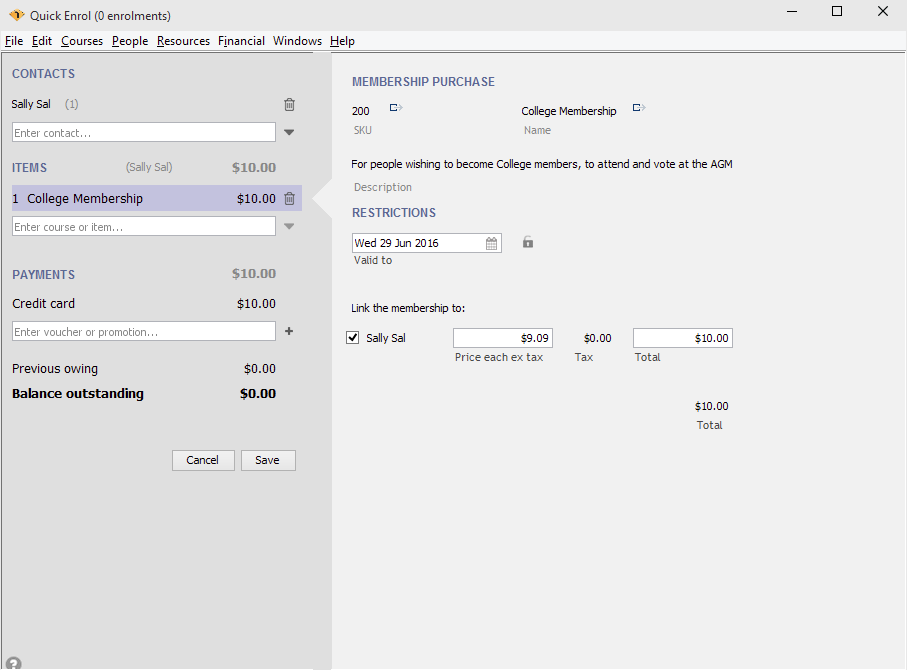 Quick Enrol (0 enrolments)
File Edit Courses People Resources Financial Windows Help
CONTACTS
Sally Sal (1)
Enter contact...
ITEMS (Sally Sal) $10.00
1 College Membership $10.00
Enter course or item...
PAYMENTS $10.00
Credit card $10.00
Enter voucher or promotion...
Previous owing $0.00
Balance outstanding $0.00
Cancel Save
?
MEMBERSHIP PURCHASE
200 College Membership
SKU Name
For people wishing to become College members, to attend and vote at the AGM
Description
RESTRICTIONS
Wed 29 Jun 2016
Valid to
Link the membership to:
Sally Sal $9.09 $0.00 $10.00
Price each ex tax Tax Total
$10.00
Total